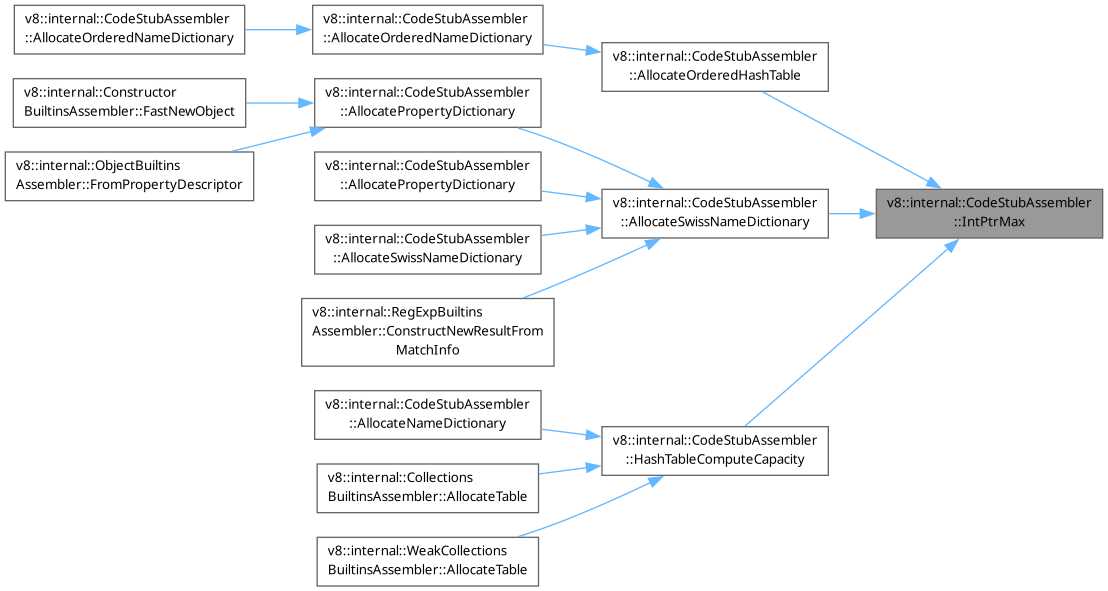 v8::internal::CodeStubAssembler
::AllocateOrderedNameDictionary
v8::internal::CodeStubAssembler
::AllocateOrderedNameDictionary
v8::internal::CodeStubAssembler
::AllocateOrderedHashTable
v8::internal::Constructor
BuiltinsAssembler::FastNewObject
v8::internal::CodeStubAssembler
::AllocatePropertyDictionary
v8::internal::ObjectBuiltins
Assembler::FromPropertyDescriptor
v8::internal::CodeStubAssembler
::AllocatePropertyDictionary
v8::internal::CodeStubAssembler
::AllocateSwissNameDictionary
v8::internal::CodeStubAssembler
::IntPtrMax
v8::internal::CodeStubAssembler
::AllocateSwissNameDictionary
v8::internal::RegExpBuiltins
Assembler::ConstructNewResultFrom
MatchInfo
v8::internal::CodeStubAssembler
::AllocateNameDictionary
v8::internal::CodeStubAssembler
::HashTableComputeCapacity
v8::internal::Collections
BuiltinsAssembler::AllocateTable
v8::internal::WeakCollections
BuiltinsAssembler::AllocateTable